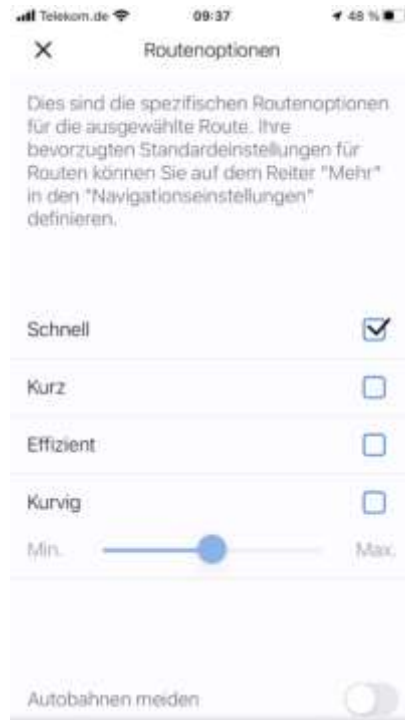 Telekom.de 09:37 48 %
Routenoptionen
Dies sind die spezifischen Routenoptionen
für die ausgewählte Route. Ihre
bevorzugten Standardeinstellungen für
Routen können Sie auf dem Reiter "Mehr"
in den "Navigationseinstellungen"
definieren.
Schnell
Kurz
Effizient
Kurvig
Min. Max.
Autobahnen meiden